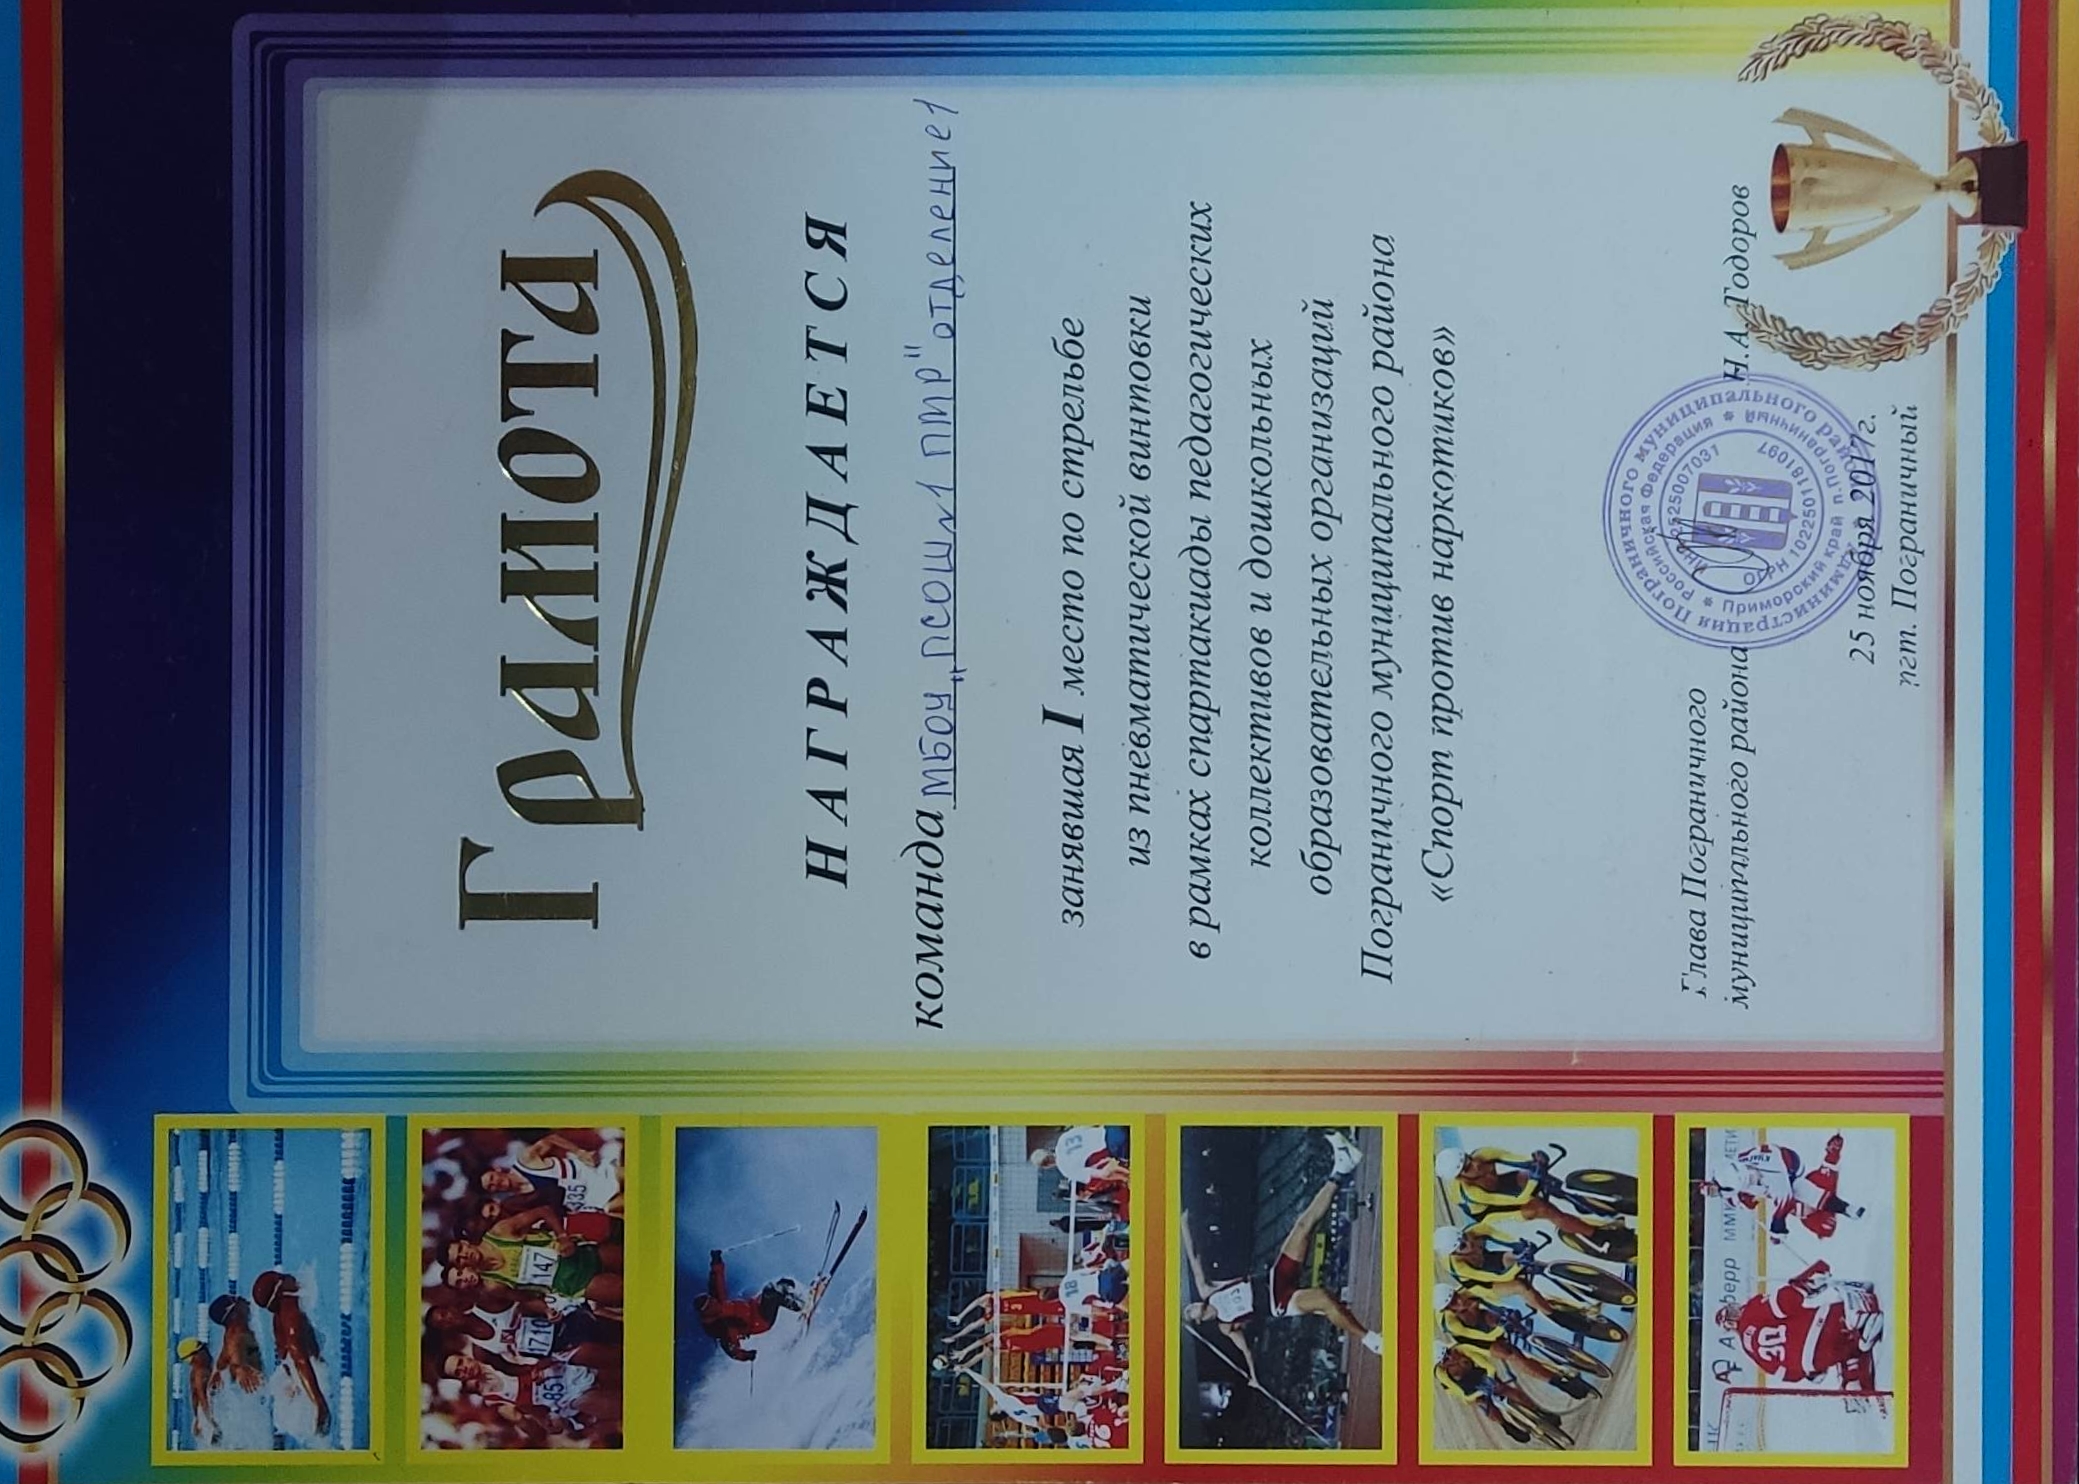 Грамота
НАГРАЖДАЕТСЯ
команда МБОУ „ПСОШ №1 ПМР" отделение 1
занявшая I место по стрельбе
из пневматической винтовки
в рамках спартакиады педагогических
коллективов и дошкольных
образовательных организаций
Пограничного муниципального района
«Спорт против наркотиков»
Глава Пограничного
муниципального района
Н.А. Тодоров
Администрация Пограничного муниципального района
Российская Федерация * Приморский край п.Пограничный *
ИНН 2525007031
ОГРН 1022501181097
25 ноября 2017г.
пгт. Пограничный
851
1710
147
335
18
13
3
30